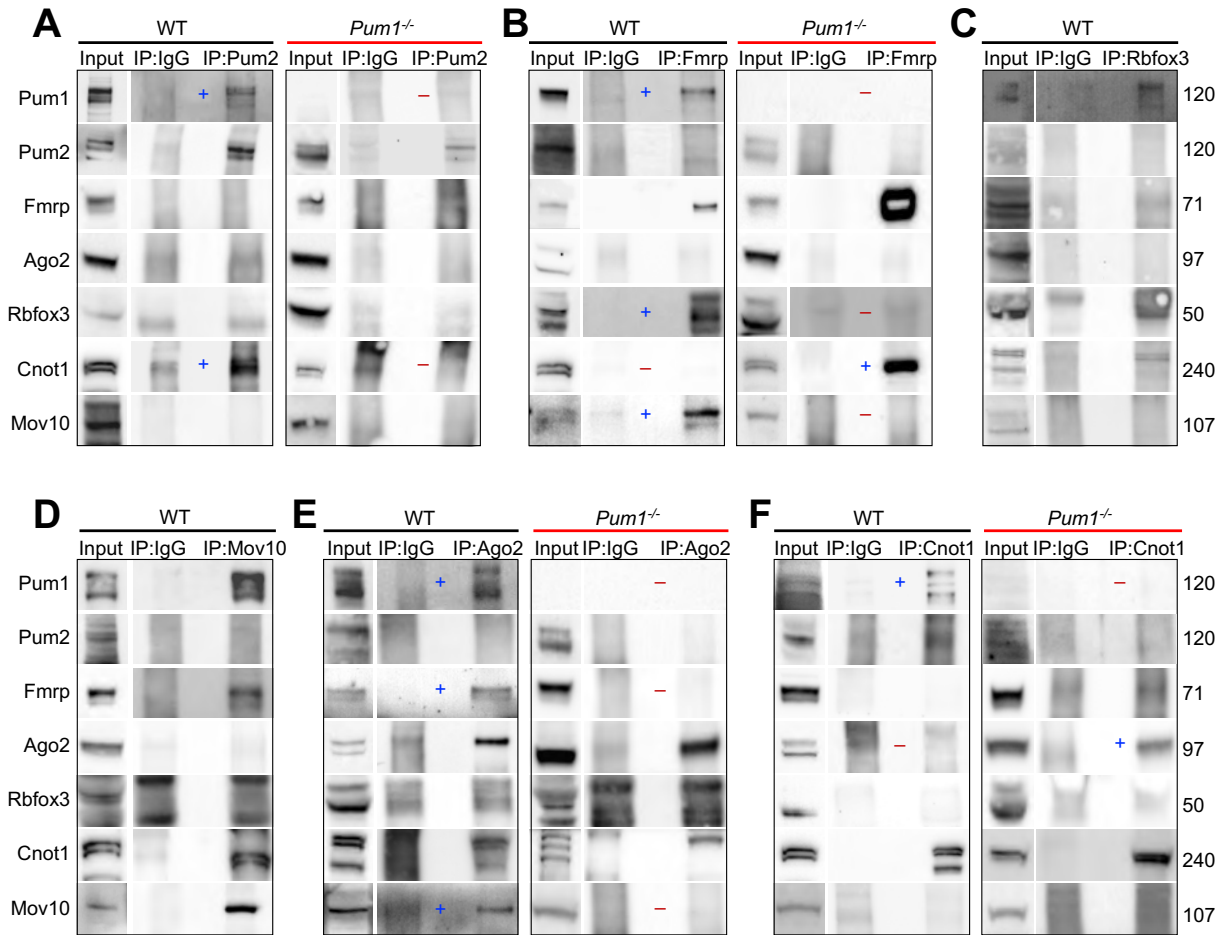 A WT Pum1-/- B WT Pum1-/- C WT
Input IP:IgG IP:Pum2 Input IP:IgG IP:Pum2 Input IP:IgG IP:Fmrp Input IP:IgG IP:Fmrp Input IP:IgG IP:Rbfox3
Pum1 + − + − 120
Pum2 120
Fmrp 71
Ago2 97
Rbfox3 + − 50
Cnot1 + − − + 240
Mov10 + − 107
D WT E WT Pum1-/- F WT Pum1-/-
Input IP:IgG IP:Mov10 Input IP:IgG IP:Ago2 Input IP:IgG IP:Ago2 Input IP:IgG IP:Cnot1 Input IP:IgG IP:Cnot1
Pum1 + − + − 120
Pum2 120
Fmrp + − 71
Ago2 − + 97
Rbfox3 50
Cnot1 240
Mov10 + − 107